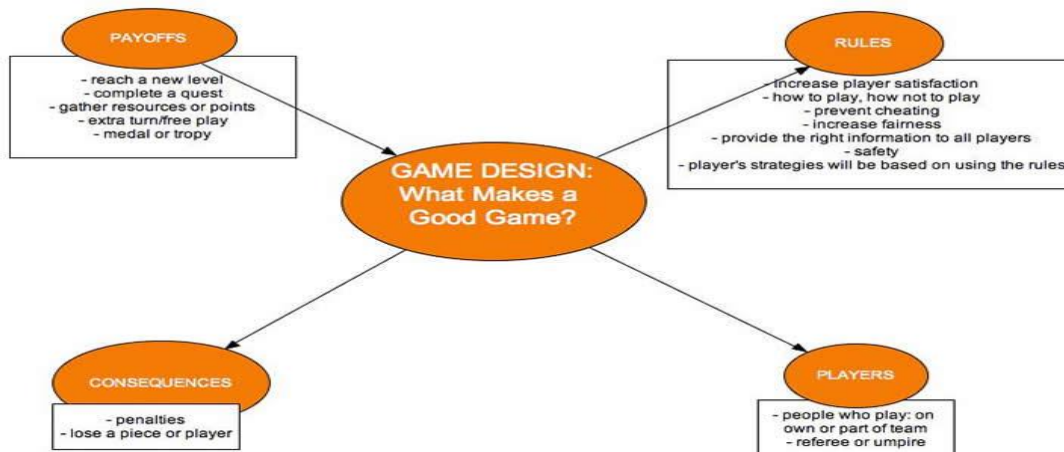 PAYOFFS
- reach a new level
- complete a quest
- gather resources or points
- extra turn/free play
- medal or tropy
RULES
- increase player satisfaction
- how to play, how not to play
- prevent cheating
- increase fairness
- provide the right information to all players
- safety
- player's strategies will be based on using the rules
GAME DESIGN:
What Makes a
Good Game?
CONSEQUENCES
- penalties
- lose a piece or player
PLAYERS
- people who play: on
own or part of team
- referee or umpire